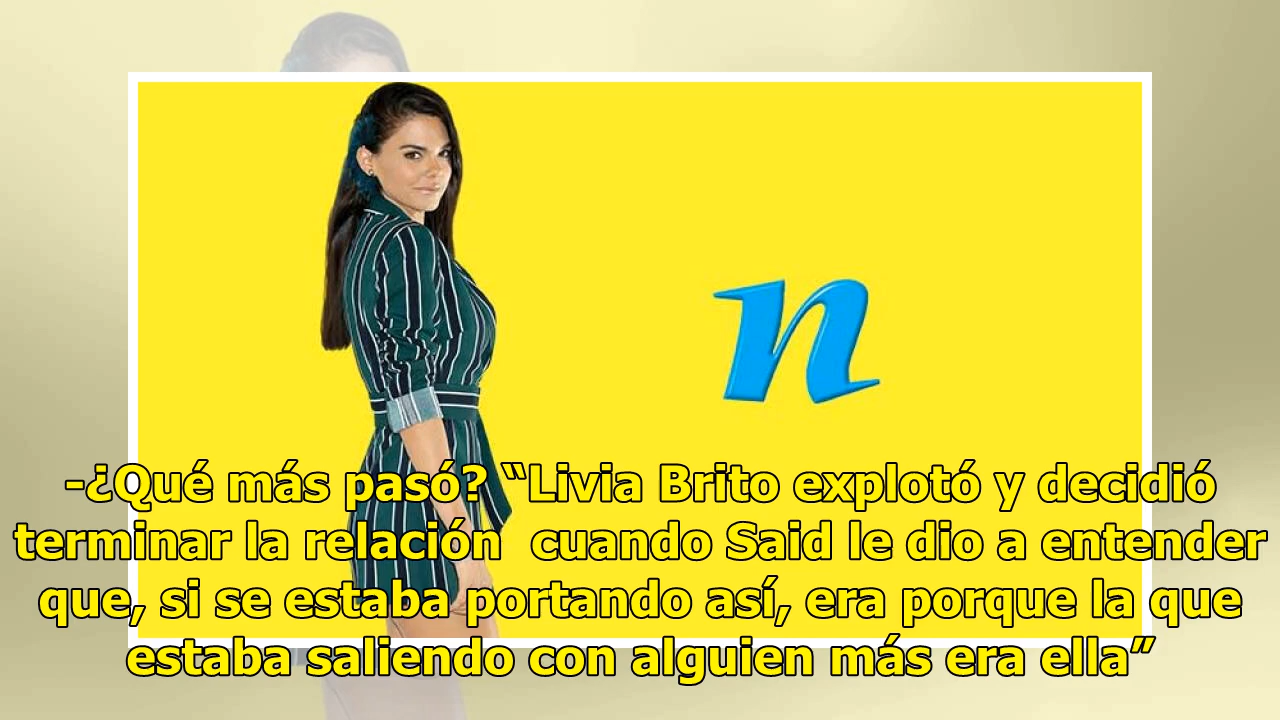 n
-¿Qué más pasó? “Livia Brito explotó y decidió
terminar la relación  cuando Said le dio a entender
que, si se estaba portando así, era porque la que
estaba saliendo con alguien más era ella”